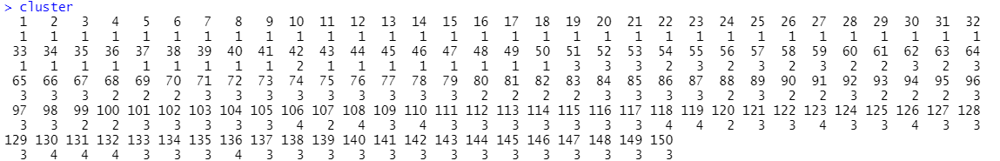 > cluster
1 2 3 4 5 6 7 8 9 10 11 12 13 14 15 16 17 18 19 20 21 22 23 24 25 26 27 28 29 30 31 32
1 1 1 1 1 1 1 1 1 1 1 1 1 1 1 1 1 1 1 1 1 1 1 1 1 1 1 1 1 1 1 1
33 34 35 36 37 38 39 40 41 42 43 44 45 46 47 48 49 50 51 52 53 54 55 56 57 58 59 60 61 62 63 64
1 1 1 1 1 1 1 1 1 2 1 1 1 1 1 1 1 1 3 3 3 2 3 2 3 2 3 2 2 3 2 3
65 66 67 68 69 70 71 72 73 74 75 76 77 78 79 80 81 82 83 84 85 86 87 88 89 90 91 92 93 94 95 96
3 3 3 2 2 2 3 3 3 3 3 3 3 3 3 2 2 2 2 3 3 3 3 2 3 2 2 3 2 2 2 3
97 98 99 100 101 102 103 104 105 106 107 108 109 110 111 112 113 114 115 116 117 118 119 120 121 122 123 124 125 126 127 128
3 3 2 2 3 3 3 3 3 4 2 4 3 4 3 3 3 3 3 3 3 4 4 2 3 3 4 3 3 4 3 3
129 130 131 132 133 134 135 136 137 138 139 140 141 142 143 144 145 146 147 148 149 150
3 4 4 4 3 3 3 4 3 3 3 3 3 3 3 3 3 3 3 3 3 3